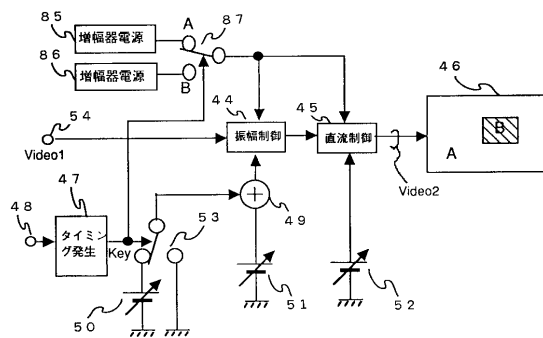 85
増幅器電源
A
87
86
増幅器電源
B
54
Video1
44
振幅制御
45
直流制御
Video2
46
A
B
47
48
タイミン
グ発生
Key
53
49
50
51
52